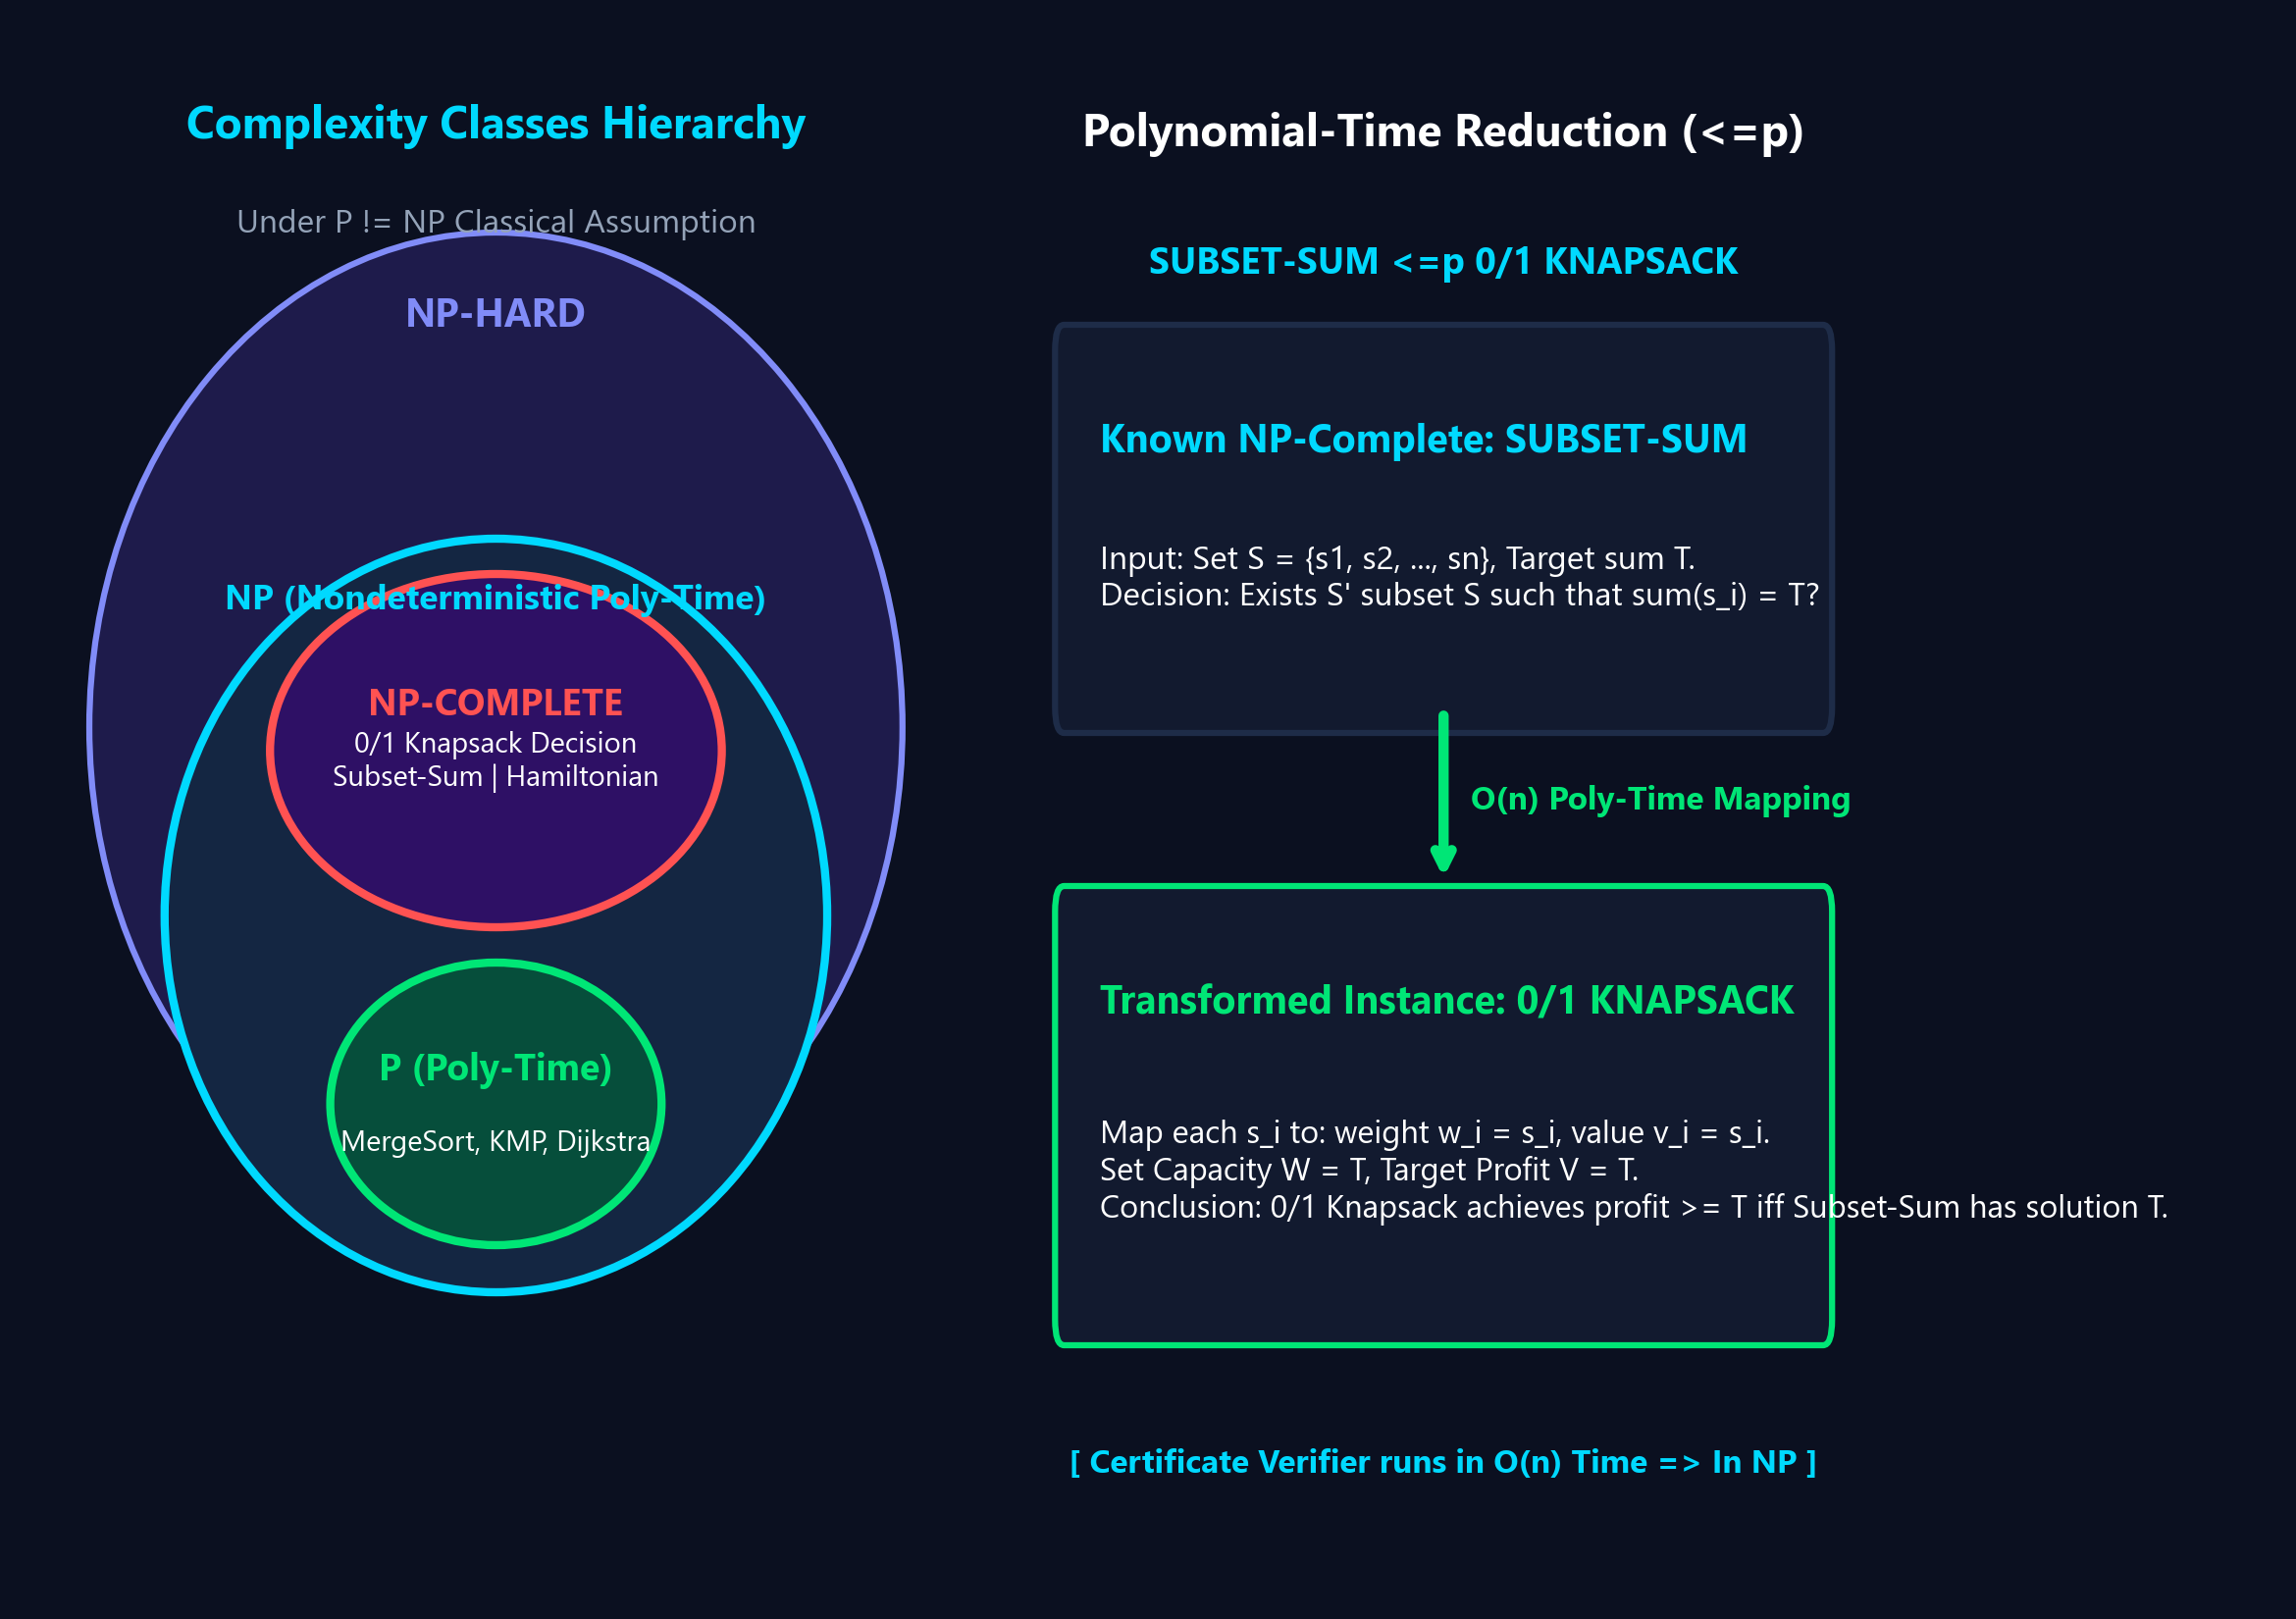 Complexity Classes Hierarchy
Under P != NP Classical Assumption
NP-HARD
NP (Nondeterministic Poly-Time)
NP-COMPLETE
0/1 Knapsack Decision
Subset-Sum | Hamiltonian
P (Poly-Time)
MergeSort, KMP, Dijkstra
Polynomial-Time Reduction (<=p)
SUBSET-SUM <=p 0/1 KNAPSACK
Known NP-Complete: SUBSET-SUM
Input: Set S = {s1, s2, ..., sn}, Target sum T.
Decision: Exists S' subset S such that sum(s_i) = T?
O(n) Poly-Time Mapping
Transformed Instance: 0/1 KNAPSACK
Map each s_i to: weight w_i = s_i, value v_i = s_i.
Set Capacity W = T, Target Profit V = T.
Conclusion: 0/1 Knapsack achieves profit >= T iff Subset-Sum has solution T.
[ Certificate Verifier runs in O(n) Time => In NP ]